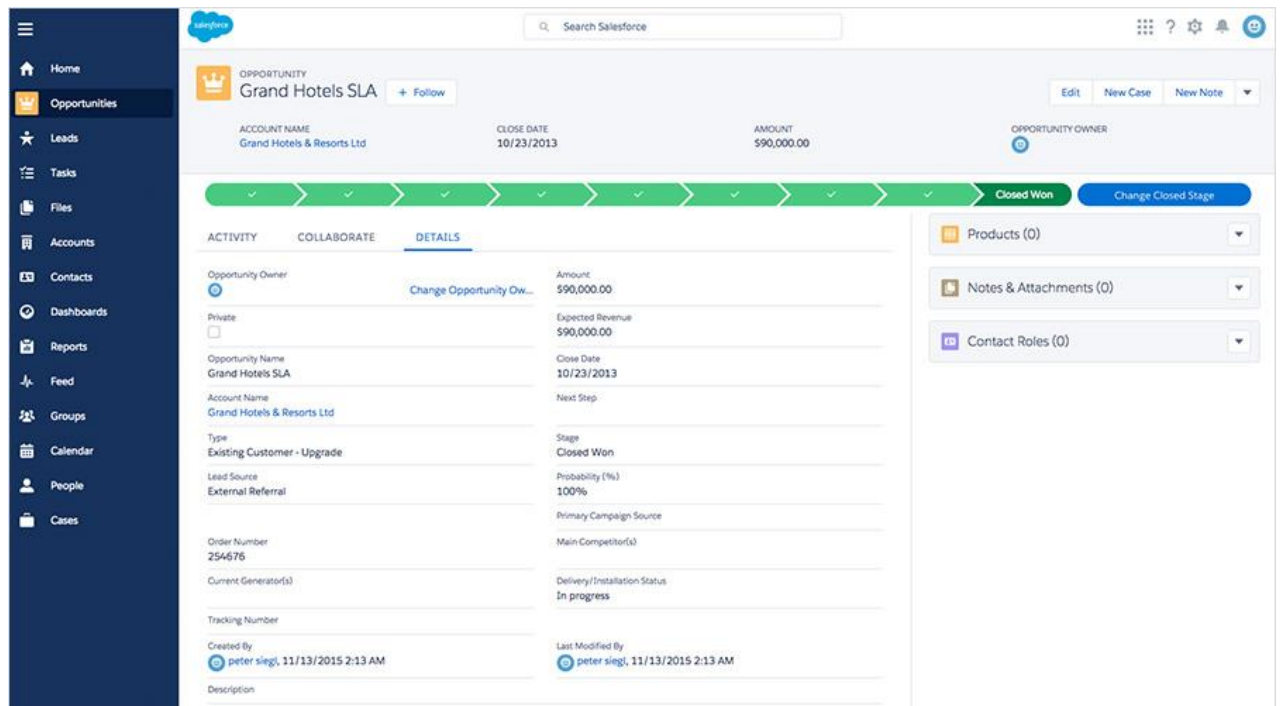 salesforce
Search Salesforce
?
Home
Opportunities
Leads
Tasks
Files
Accounts
Contacts
Dashboards
Reports
Feed
Groups
Calendar
People
Cases
OPPORTUNITY
Grand Hotels SLA + Follow
Edit New Case New Note
ACCOUNT NAME CLOSE DATE AMOUNT OPPORTUNITY OWNER
Grand Hotels & Resorts Ltd 10/23/2013 $90,000.00
Closed Won Change Closed Stage
ACTIVITY COLLABORATE DETAILS
Opportunity Owner Amount
Change Opportunity Ow... $90,000.00
Private Expected Revenue
$90,000.00
Opportunity Name Close Date
Grand Hotels SLA 10/23/2013
Account Name Next Step
Grand Hotels & Resorts Ltd
Type Stage
Existing Customer - Upgrade Closed Won
Lead Source Probability (%)
External Referral 100%
Primary Campaign Source
Order Number Main Competitor(s)
254676
Current Generator(s) Delivery/Installation Status
In progress
Tracking Number
Created By Last Modified By
peter siegl, 11/13/2015 2:13 AM peter siegl, 11/13/2015 2:13 AM
Description
Products (0)
Notes & Attachments (0)
Contact Roles (0)